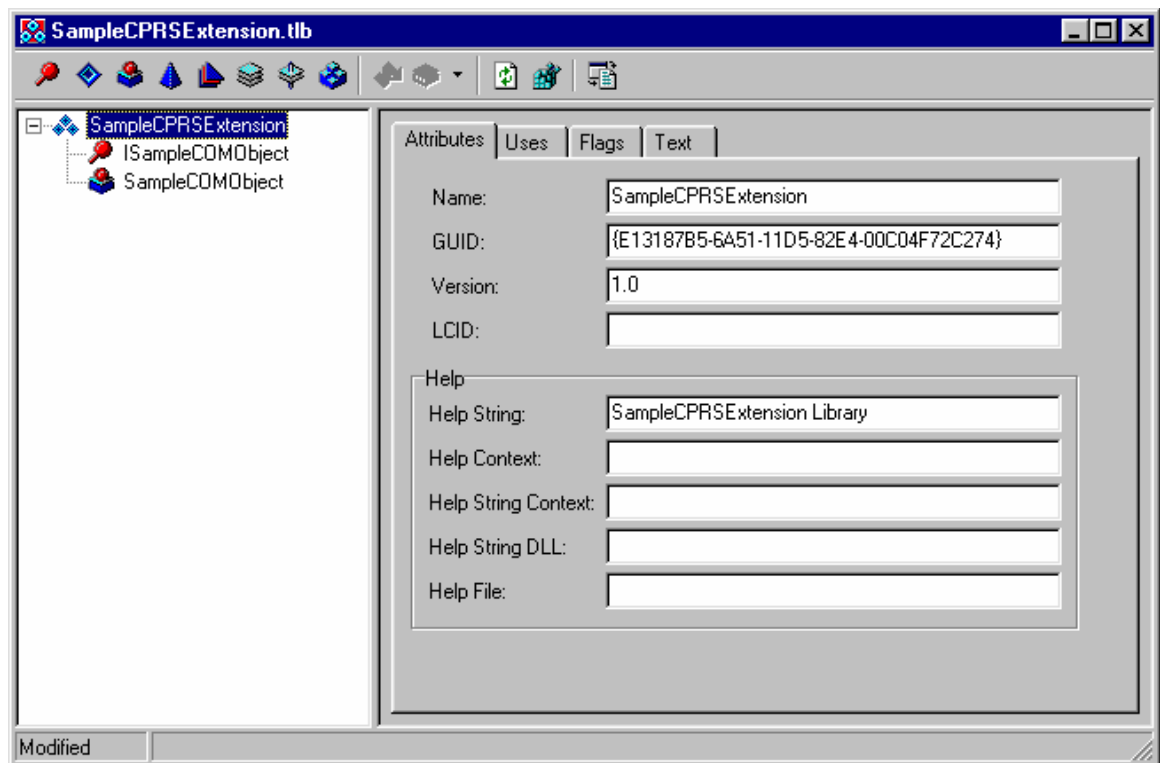 SampleCPRSExtension.tlb
SampleCPRSExtension
ISampleCOMObject
SampleCOMObject
Attributes Uses Flags Text
Name: SampleCPRSExtension
GUID: {E13187B5-6A51-11D5-82E4-00C04F72C274}
Version: 1.0
LCID:
Help
Help String: SampleCPRSExtension Library
Help Context:
Help String Context:
Help String DLL:
Help File:
Modified